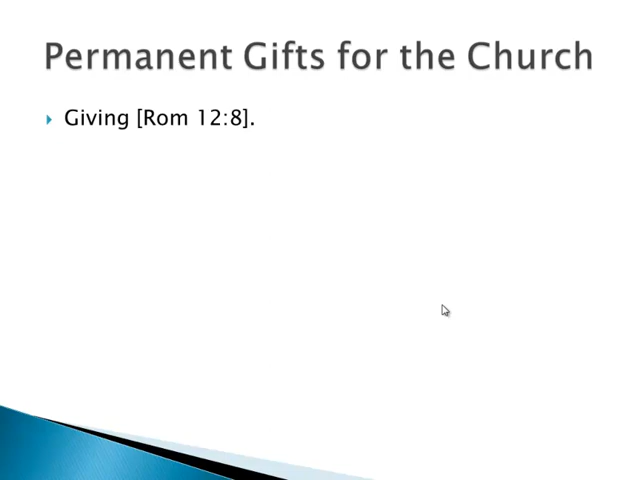 Permanent Gifts for the Church
Giving [Rom 12:8].